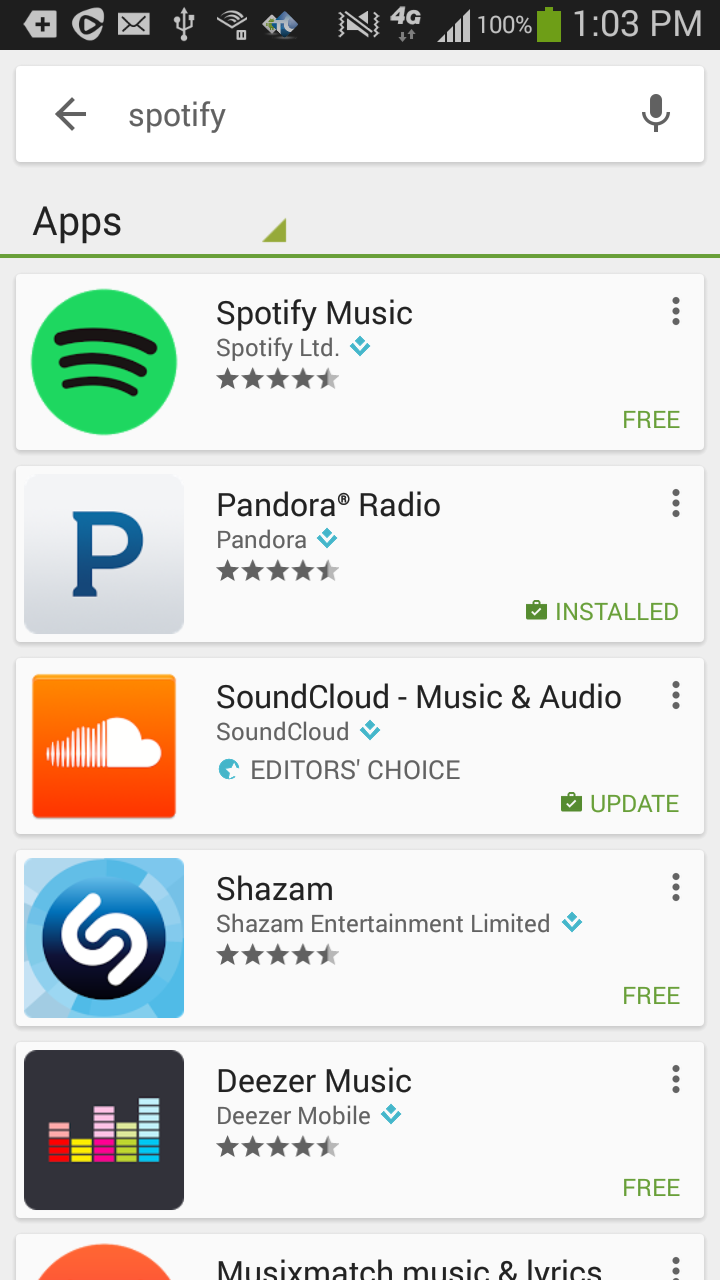 4G 100% 1:03 PM
spotify
Apps
Spotify Music
Spotify Ltd.
FREE
P
Pandora® Radio
Pandora
INSTALLED
SoundCloud - Music & Audio
SoundCloud
EDITORS' CHOICE
UPDATE
Shazam
Shazam Entertainment Limited
FREE
Deezer Music
Deezer Mobile
FREE
Musixmatch music & lyrics